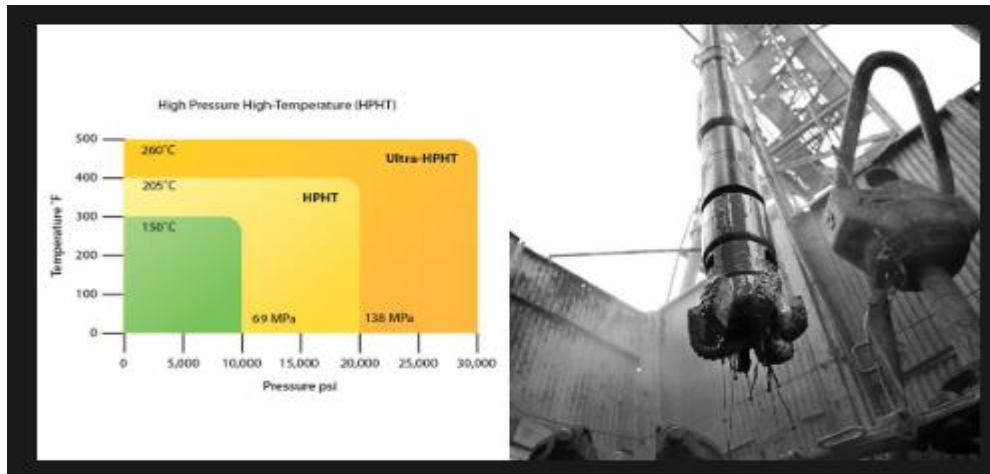 High Pressure High-Temperature (HPHT)
500
260°C
Ultra-HPHT
400
205°C
HPHT
300
150°C
Temperature °F
200
100
69 MPa
138 MPa
0
0 5,000 10,000 15,000 20,000 25,000 30,000
Pressure psi